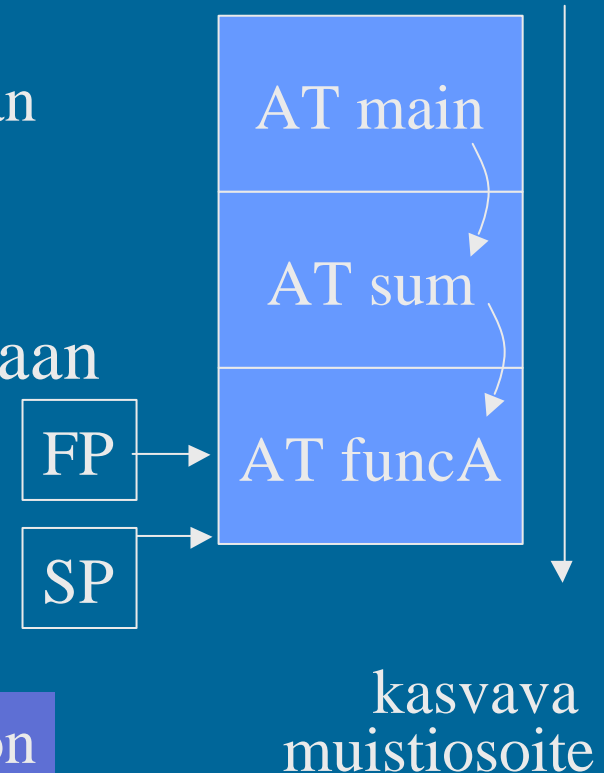 AT main
AT sum
FP
AT funcA
SP
kasvava
muistiosoite